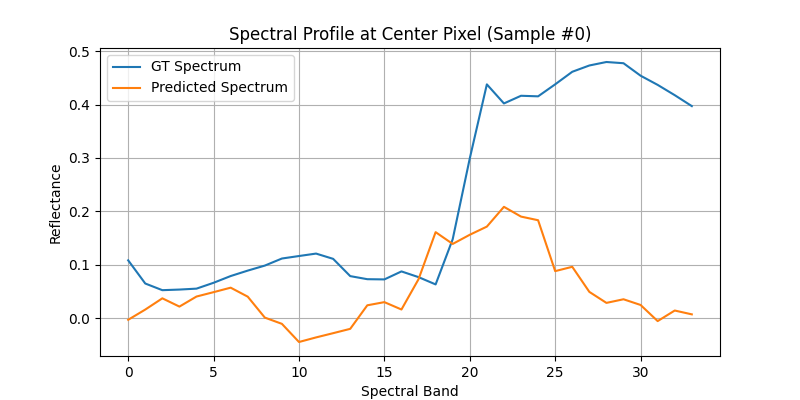 Spectral Profile at Center Pixel (Sample #0)
GT Spectrum
Predicted Spectrum
Reflectance
0.5
0.4
0.3
0.2
0.1
0.0
0 5 10 15 20 25 30
Spectral Band